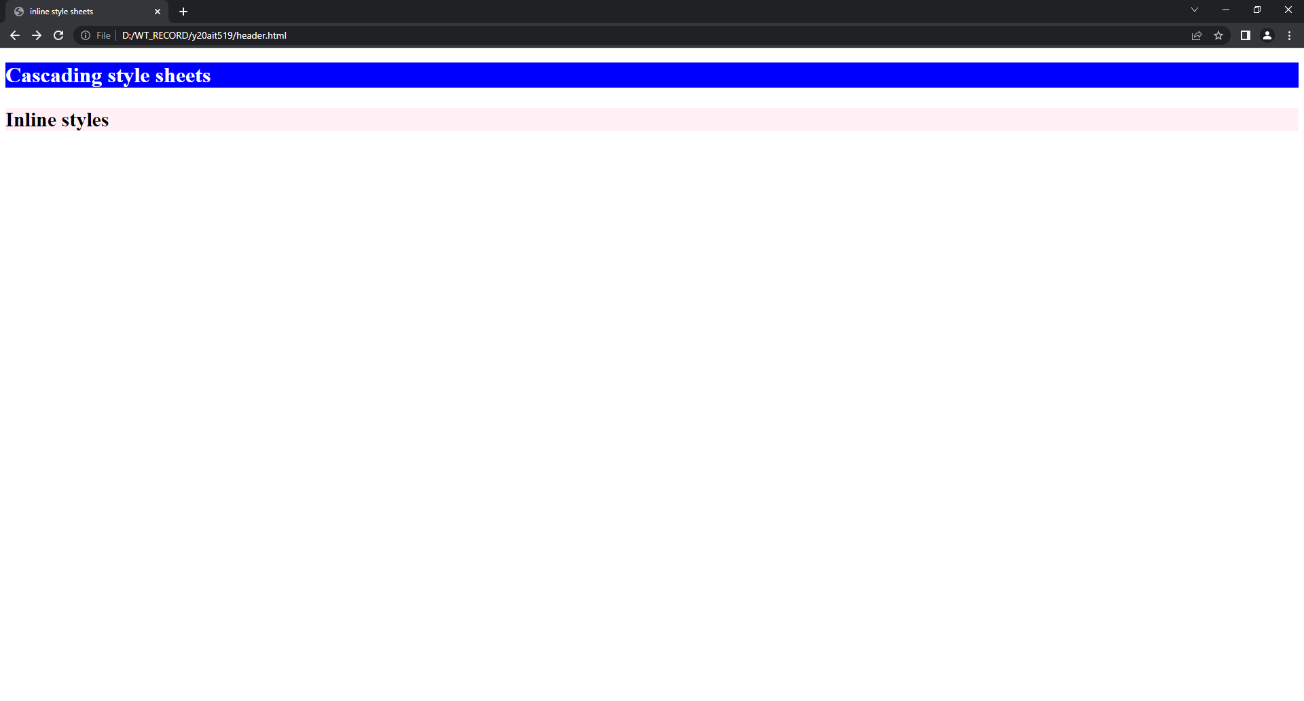 inline style sheets
File
D:/WT_RECORD/y20ait519/header.html
Cascading style sheets
Inline styles